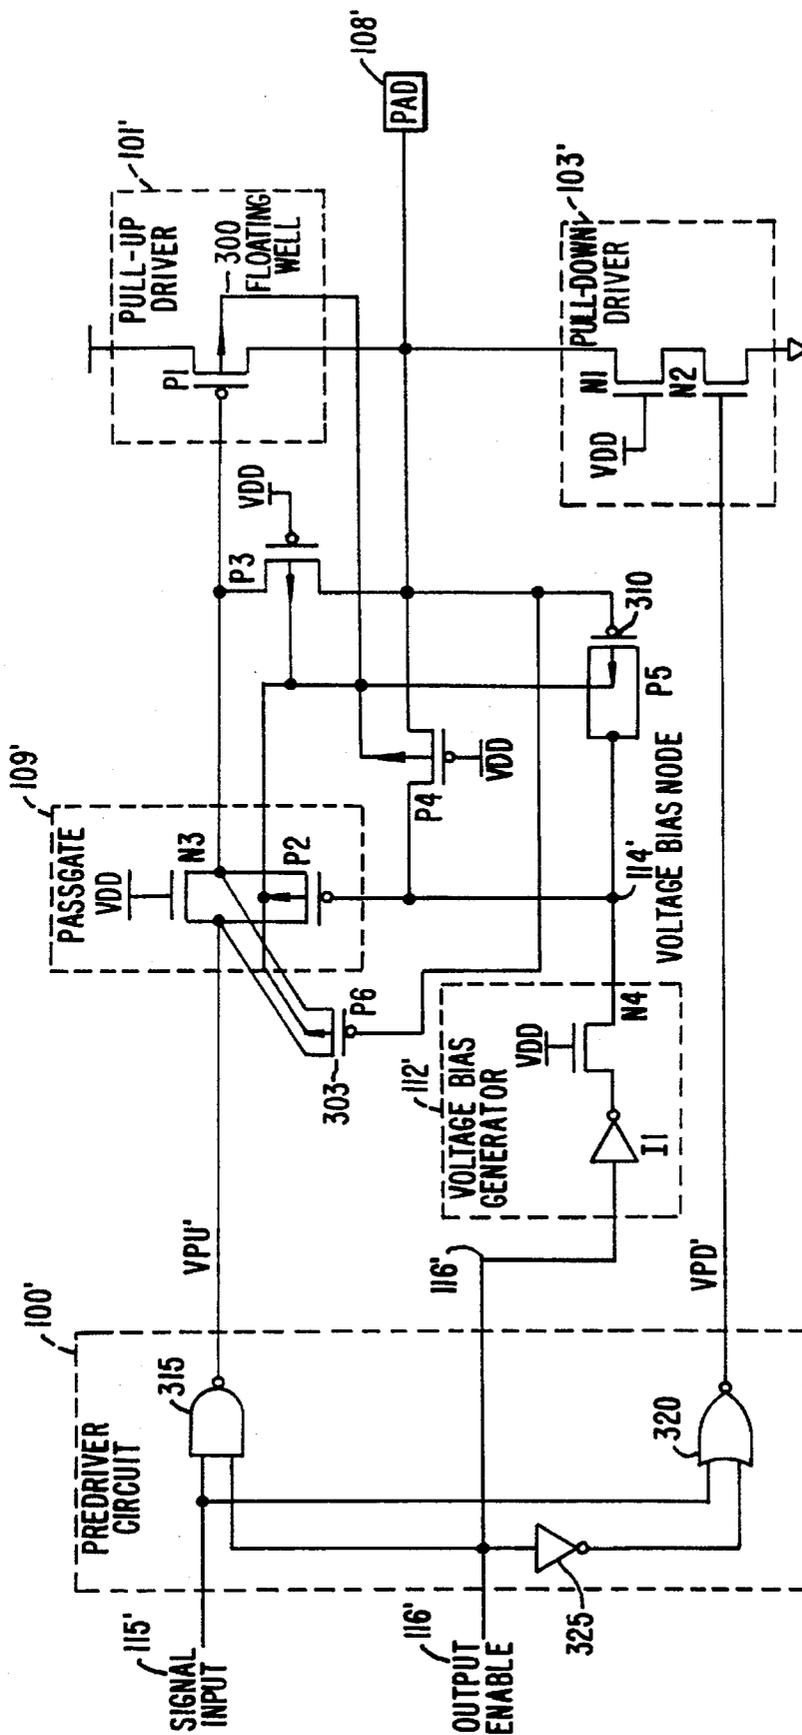 100'
PREDRIVER
CIRCUIT
115'
SIGNAL
INPUT
116'
OUTPUT
ENABLE
315
320
325
VPU'
VPD'
116'
112'
VOLTAGE BIAS
GENERATOR
VDD
N4
I1
109'
PASSGATE
VDD
N3
P2
P6
303
P4
VDD
114'
VOLTAGE BIAS NODE
P3
VDD
P5
310
101'
PULL-UP
DRIVER
P1
300
FLOATING
WELL
108'
PAD
103'
PULL-DOWN
DRIVER
VDD
N1
N2